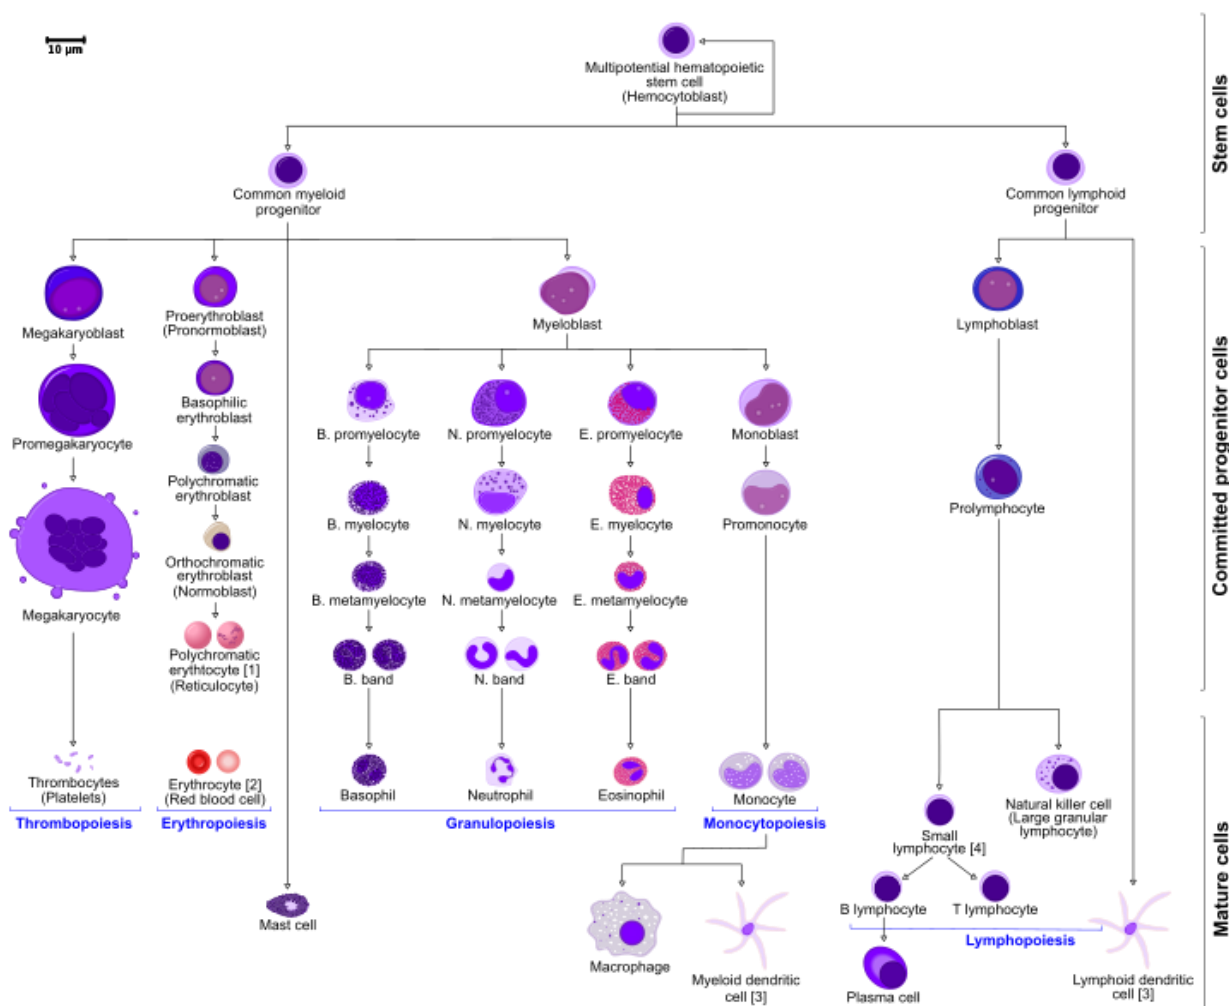 10 µm
Multipotential hematopoietic
stem cell
(Hemocytoblast)
Stem cells
Common myeloid
progenitor
Common lymphoid
progenitor
Committed progenitor cells
Megakaryoblast
Proerythroblast
(Pronormoblast)
Myeloblast
Lymphoblast
Basophilic
erythroblast
Promegakaryocyte
B. promyelocyte
N. promyelocyte
E. promyelocyte
Monoblast
Polychromatic
erythroblast
B. myelocyte
N. myelocyte
E. myelocyte
Promonocyte
Prolymphocyte
Orthochromatic
erythroblast
(Normoblast)
Megakaryocyte
B. metamyelocyte
N. metamyelocyte
E. metamyelocyte
Polychromatic
erythtocyte [1]
(Reticulocyte)
B. band
N. band
E. band
Mature cells
Thrombocytes
(Platelets)
Erythrocyte [2]
(Red blood cell)
Basophil
Neutrophil
Eosinophil
Monocyte
Natural killer cell
(Large granular
lymphocyte)
Thrombopoiesis
Erythropoiesis
Granulopoiesis
Monocytopoiesis
Small
lymphocyte [4]
Mast cell
B lymphocyte
T lymphocyte
Lymphopoiesis
Macrophage
Myeloid dendritic
cell [3]
Plasma cell
Lymphoid dendritic
cell [3]